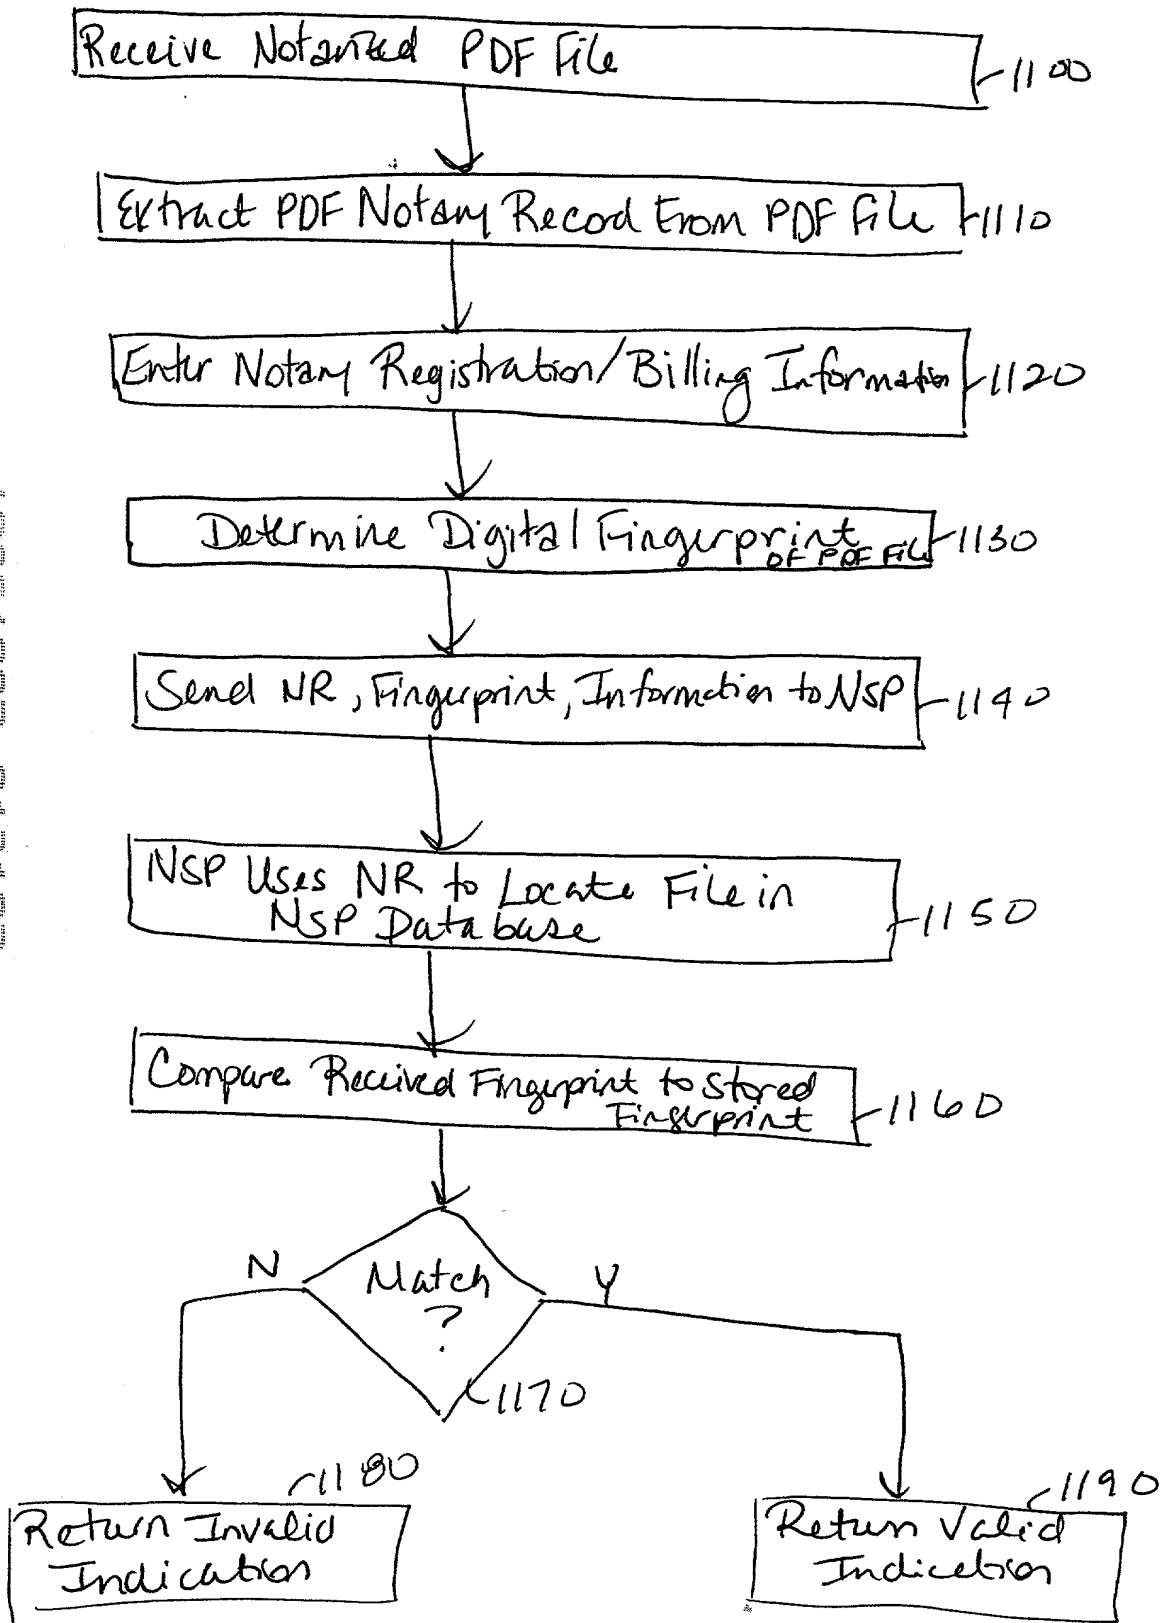 Receive Notarized PDF File
1100
Extract PDF Notary Record From PDF File
1110
Enter Notary Registration/Billing Information
1120
Determine Digital Fingerprint
OF PDF File
1130
Send NR, Fingerprint, Information to NSP
1140
NSP Uses NR to Locate File in
NSP Database
1150
Compare Received Fingerprint to Stored
Fingerprint
1160
Match
?
N
Y
1170
1180
Return Invalid
Indication
1190
Return Valid
Indication